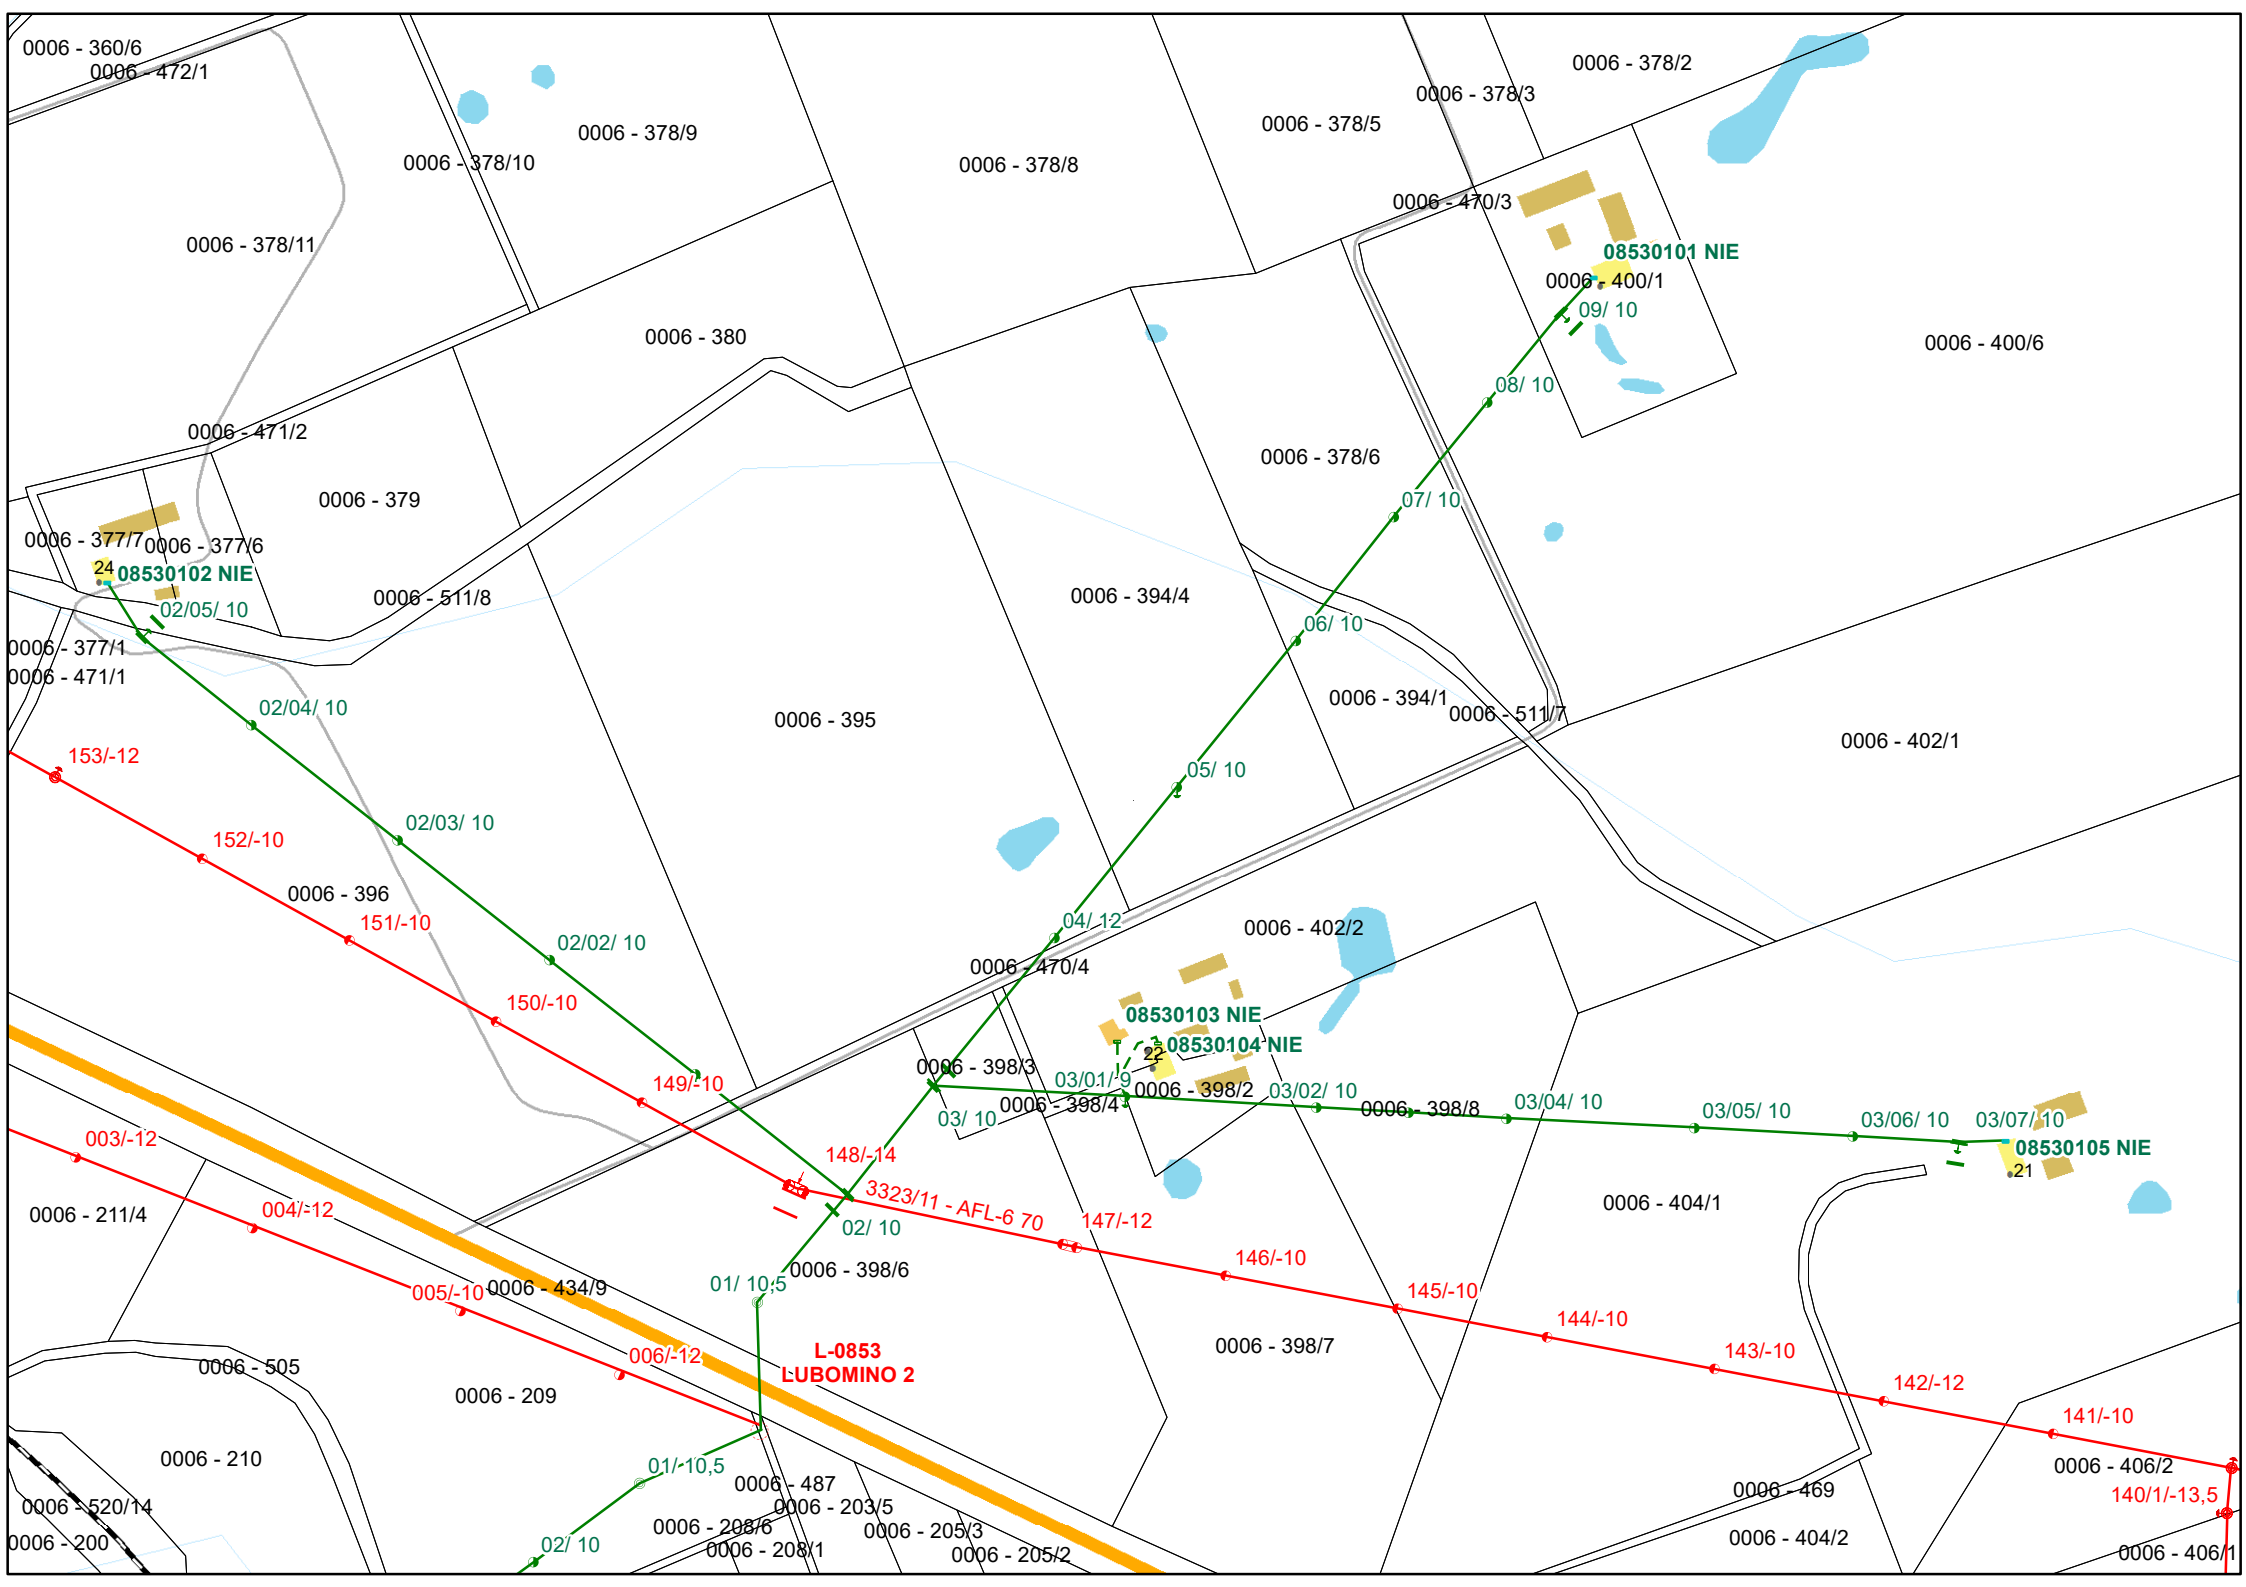 0006 - 360/6
0006 - 472/1
0006 - 378/2
0006 - 378/3
0006 - 378/5
0006 - 378/9
0006 - 378/10
0006 - 378/8
0006 - 470/3
0006 - 378/11
08530101 NIE
0006 - 400/1
09/ 10
0006 - 380
0006 - 400/6
08/ 10
0006 - 471/2
0006 - 378/6
0006 - 379
07/ 10
0006 - 377/7
0006 - 377/6
24
08530102 NIE
0006 - 511/8
0006 - 394/4
02/05/ 10
06/ 10
0006 - 377/1
0006 - 471/1
0006 - 394/1
02/04/ 10
0006 - 395
0006 - 511/7
0006 - 402/1
153/-12
05/ 10
02/03/ 10
152/-10
0006 - 396
151/-10
04/ 12
0006 - 402/2
02/02/ 10
0006 - 470/4
150/-10
08530103 NIE
08530104 NIE
22
0006 - 398/3
149/-10
03/01/ 9
0006 - 398/2
03/02/ 10
0006 - 398/4
0006 - 398/8
03/04/ 10
03/05/ 10
03/06/ 10
03/07/ 10
03/ 10
08530105 NIE
21
003/-12
148/-14
3323/11 - AFL-6 70
147/-12
0006 - 404/1
004/-12
0006 - 211/4
02/ 10
146/-10
0006 - 398/6
01/ 10,5
0006 - 434/9
005/-10
145/-10
144/-10
0006 - 398/7
L-0853
LUBOMINO 2
006/-12
143/-10
0006 - 505
142/-12
0006 - 209
141/-10
0006 - 210
01/ 10,5
0006 - 406/2
0006 - 487
0006 - 469
140/1/-13,5
0006 - 520/14
0006 - 203/5
0006 - 208/6
0006 - 205/3
0006 - 404/2
0006 - 200
02/ 10
0006 - 208/1
0006 - 205/2
0006 - 406/1